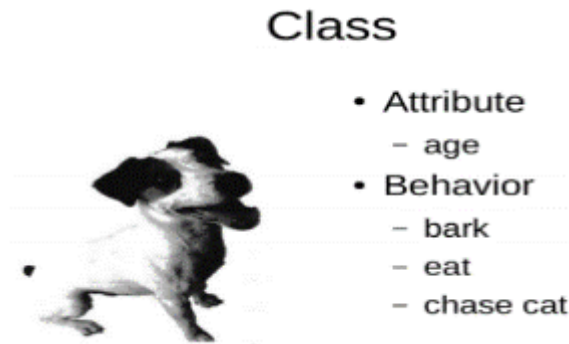 Class
• Attribute
– age
• Behavior
– bark
– eat
– chase cat